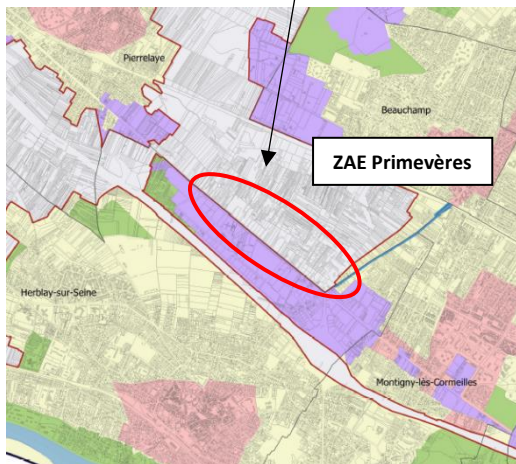 Pierrelaye
Beauchamp
ZAE Primevères
Herblay-sur-Seine
Montigny-lès-Cormeilles